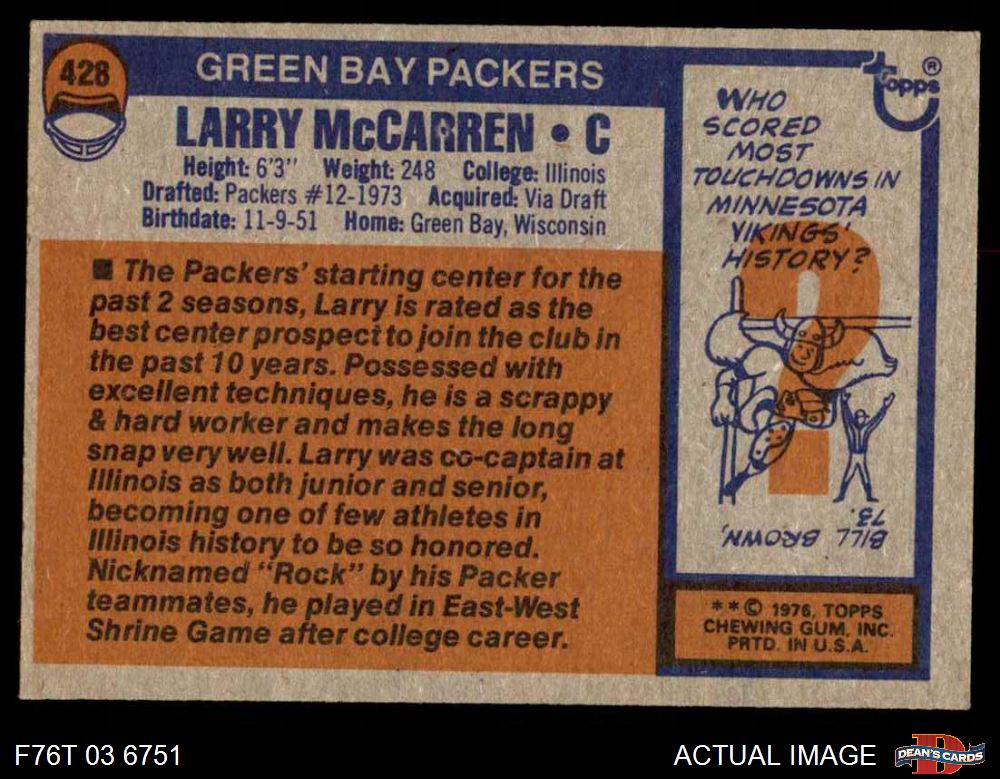 428
GREEN BAY PACKERS
LARRY McCARREN • C
Height: 6'3" Weight: 248 College: Illinois
Drafted: Packers #12-1973 Acquired: Via Draft
Birthdate: 11-9-51 Home: Green Bay, Wisconsin
■ The Packers' starting center for the
past 2 seasons, Larry is rated as the
best center prospect to join the club in
the past 10 years. Possessed with
excellent techniques, he is a scrappy
& hard worker and makes the long
snap very well. Larry was co-captain at
Illinois as both junior and senior,
becoming one of few athletes in
Illinois history to be so honored.
Nicknamed "Rock" by his Packer
teammates, he played in East-West
Shrine Game after college career.
Topps ®
WHO
SCORED
MOST
TOUCHDOWNS IN
MINNESOTA
VIKINGS'
HISTORY?
?
BILL BROWN,
73.
**© 1976, TOPPS
CHEWING GUM, INC.
PRTD. IN U.S.A.
F76T 03 6751
ACTUAL IMAGE
D
DEAN'S CARDS